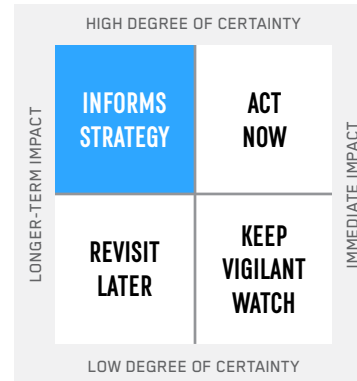 HIGH DEGREE OF CERTAINTY
LONGER-TERM IMPACT
INFORMS
STRATEGY
ACT
NOW
IMMEDIATE IMPACT
REVISIT
LATER
KEEP
VIGILANT
WATCH
LOW DEGREE OF CERTAINTY